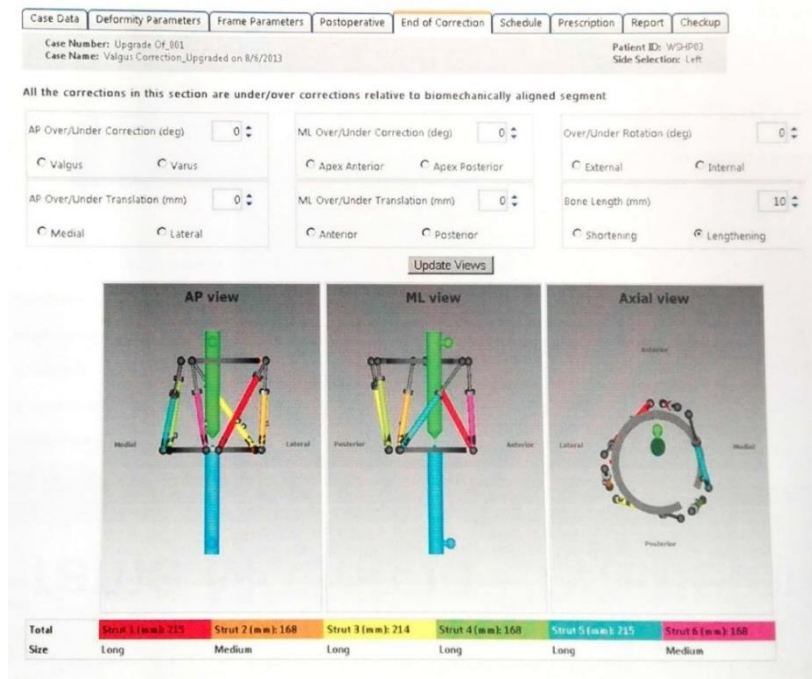 Case Data Deformity Parameters Frame Parameters Postoperative End of Correction Schedule Prescription Report Checkup
Case Number: Upgrade Of_001 Patient ID: WSHP03
Case Name: Valgus Correction_Upgraded on 8/6/2013 Side Selection: Left
All the corrections in this section are under/over corrections relative to biomechanically aligned segment
AP Over/Under Correction (deg) 0 ML Over/Under Correction (deg) 0 Over/Under Rotation (deg) 0
Valgus Varus Apex Anterior Apex Posterior External Internal
AP Over/Under Translation (mm) 0 ML Over/Under Translation (mm) 0 Bone Length (mm) 10
Medial Lateral Anterior Posterior Shortening Lengthening
Update Views
AP view ML view Axial view
Anterior
Medial Lateral Posterior Anterior Lateral Medial
Posterior
Total Strut 1 (mm): 215 Strut 2 (mm): 168 Strut 3 (mm): 214 Strut 4 (mm): 168 Strut 5 (mm): 215 Strut 6 (mm): 168
Size Long Medium Long Long Long Medium